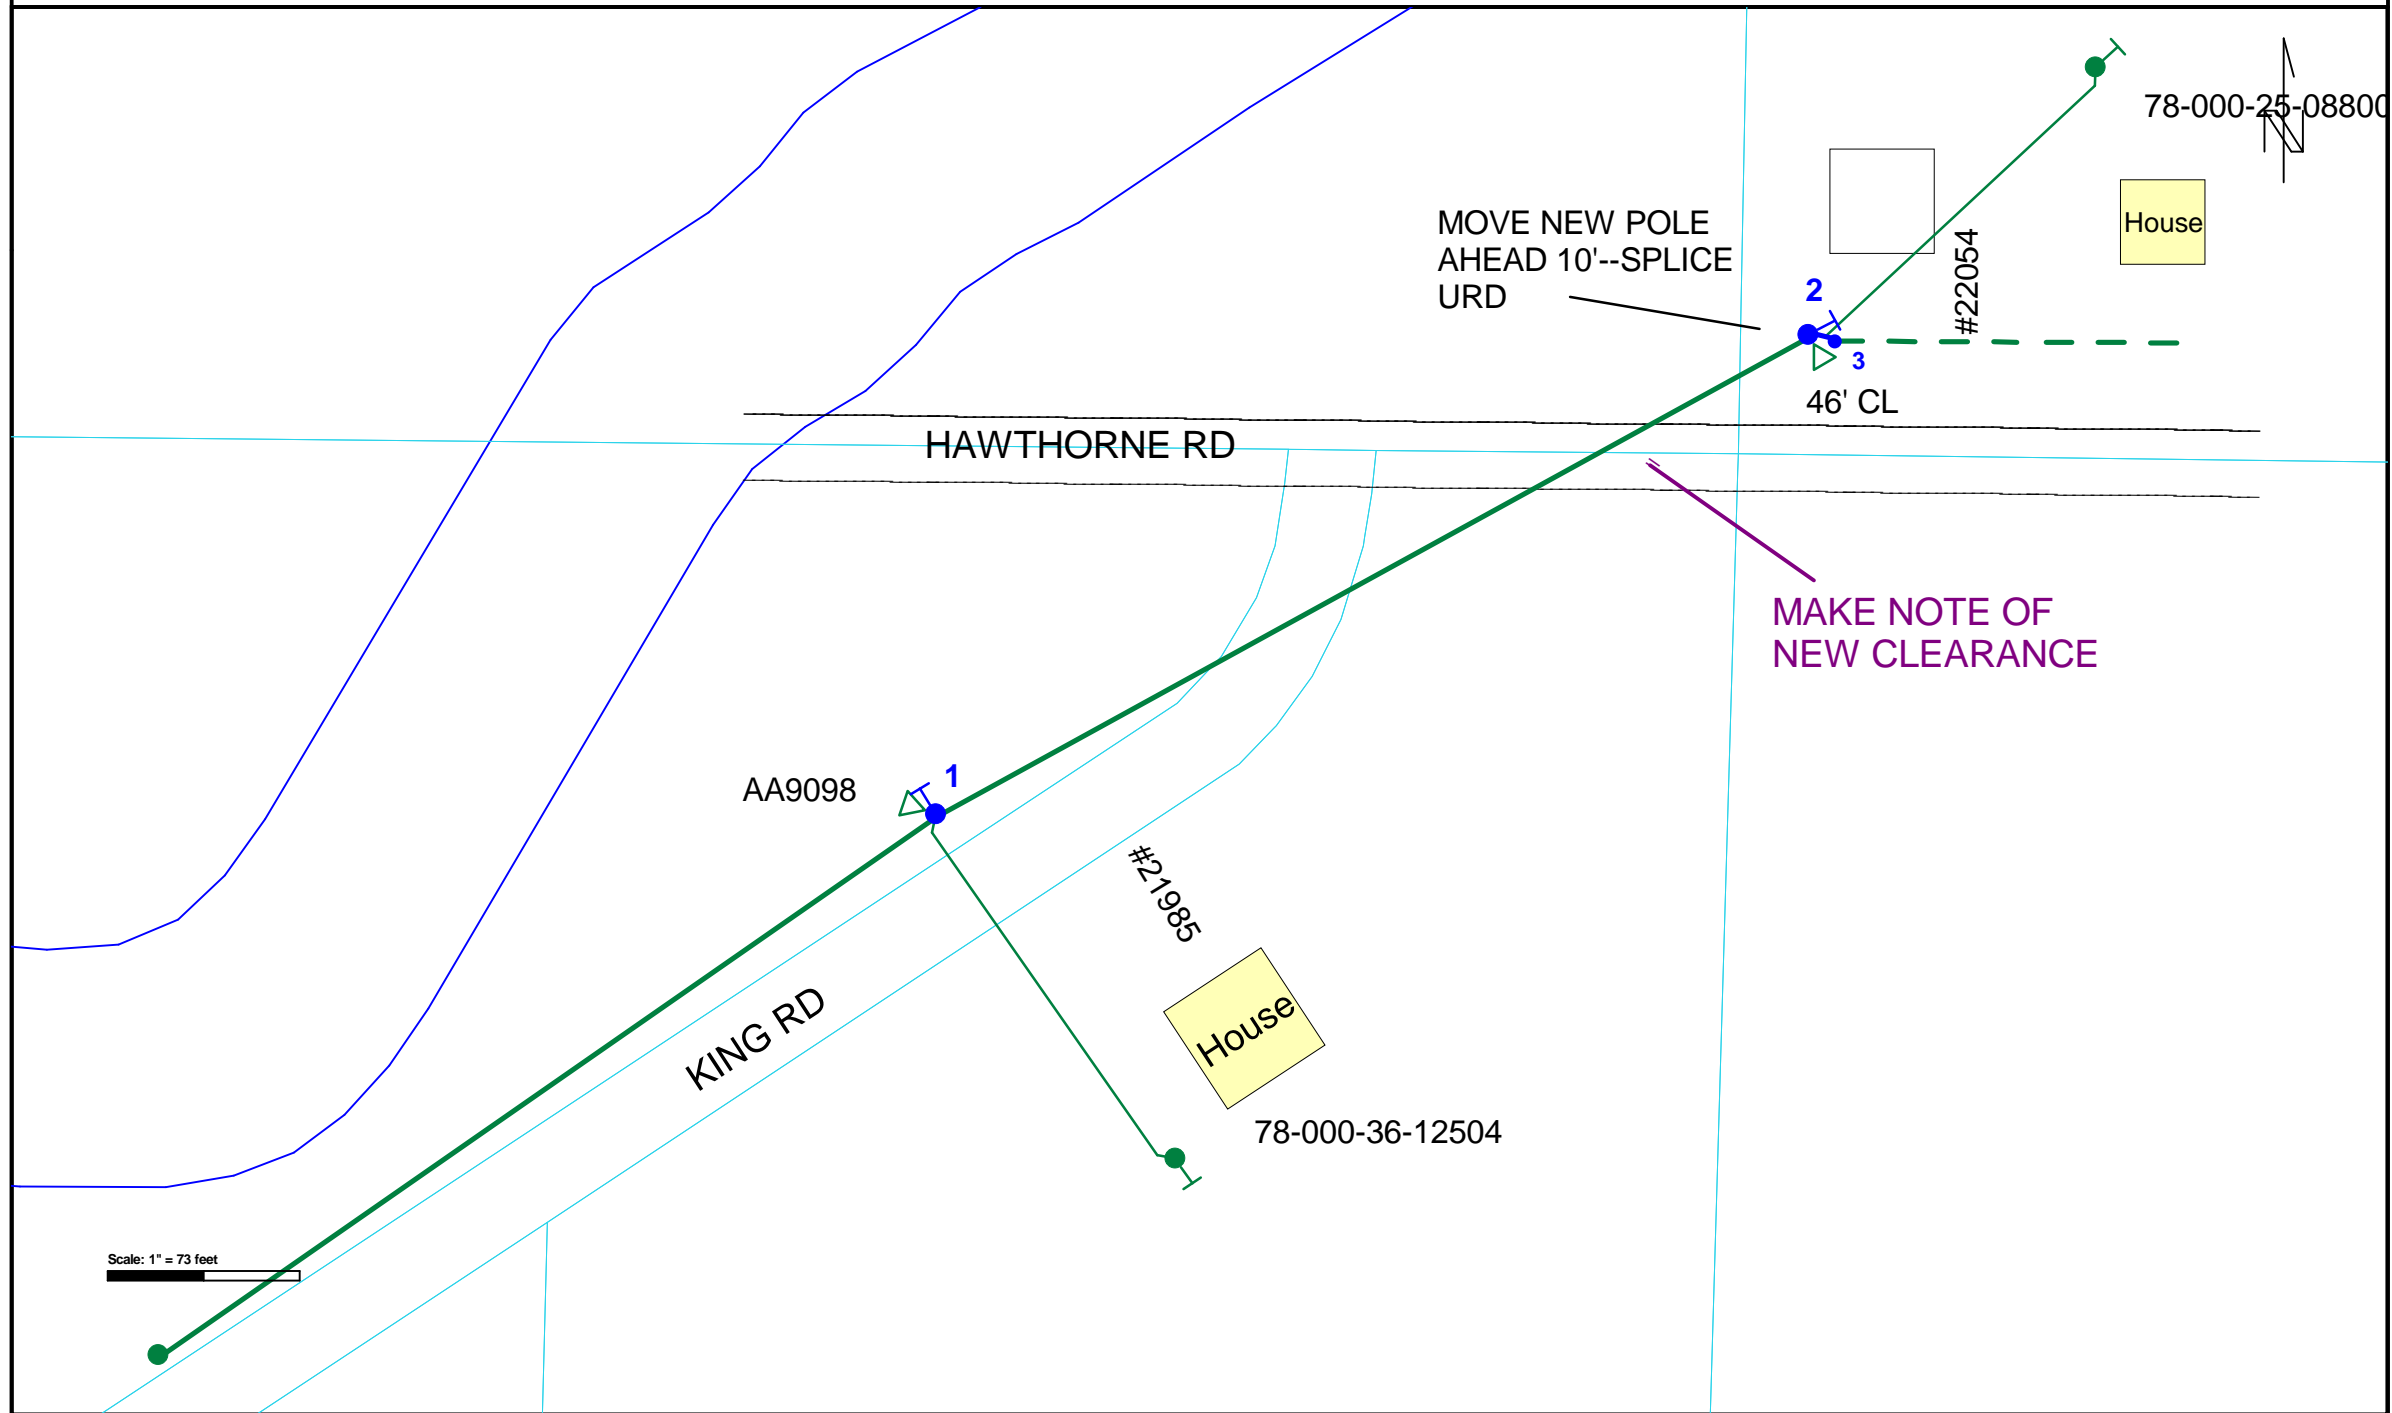 78-000-25-08800
N
House
MOVE NEW POLE
AHEAD 10'--SPLICE
URD
#22054
2
3
46' CL
HAWTHORNE RD
MAKE NOTE OF
NEW CLEARANCE
1
AA9098
#21985
KING RD
House
78-000-36-12504
Scale: 1" = 73 feet